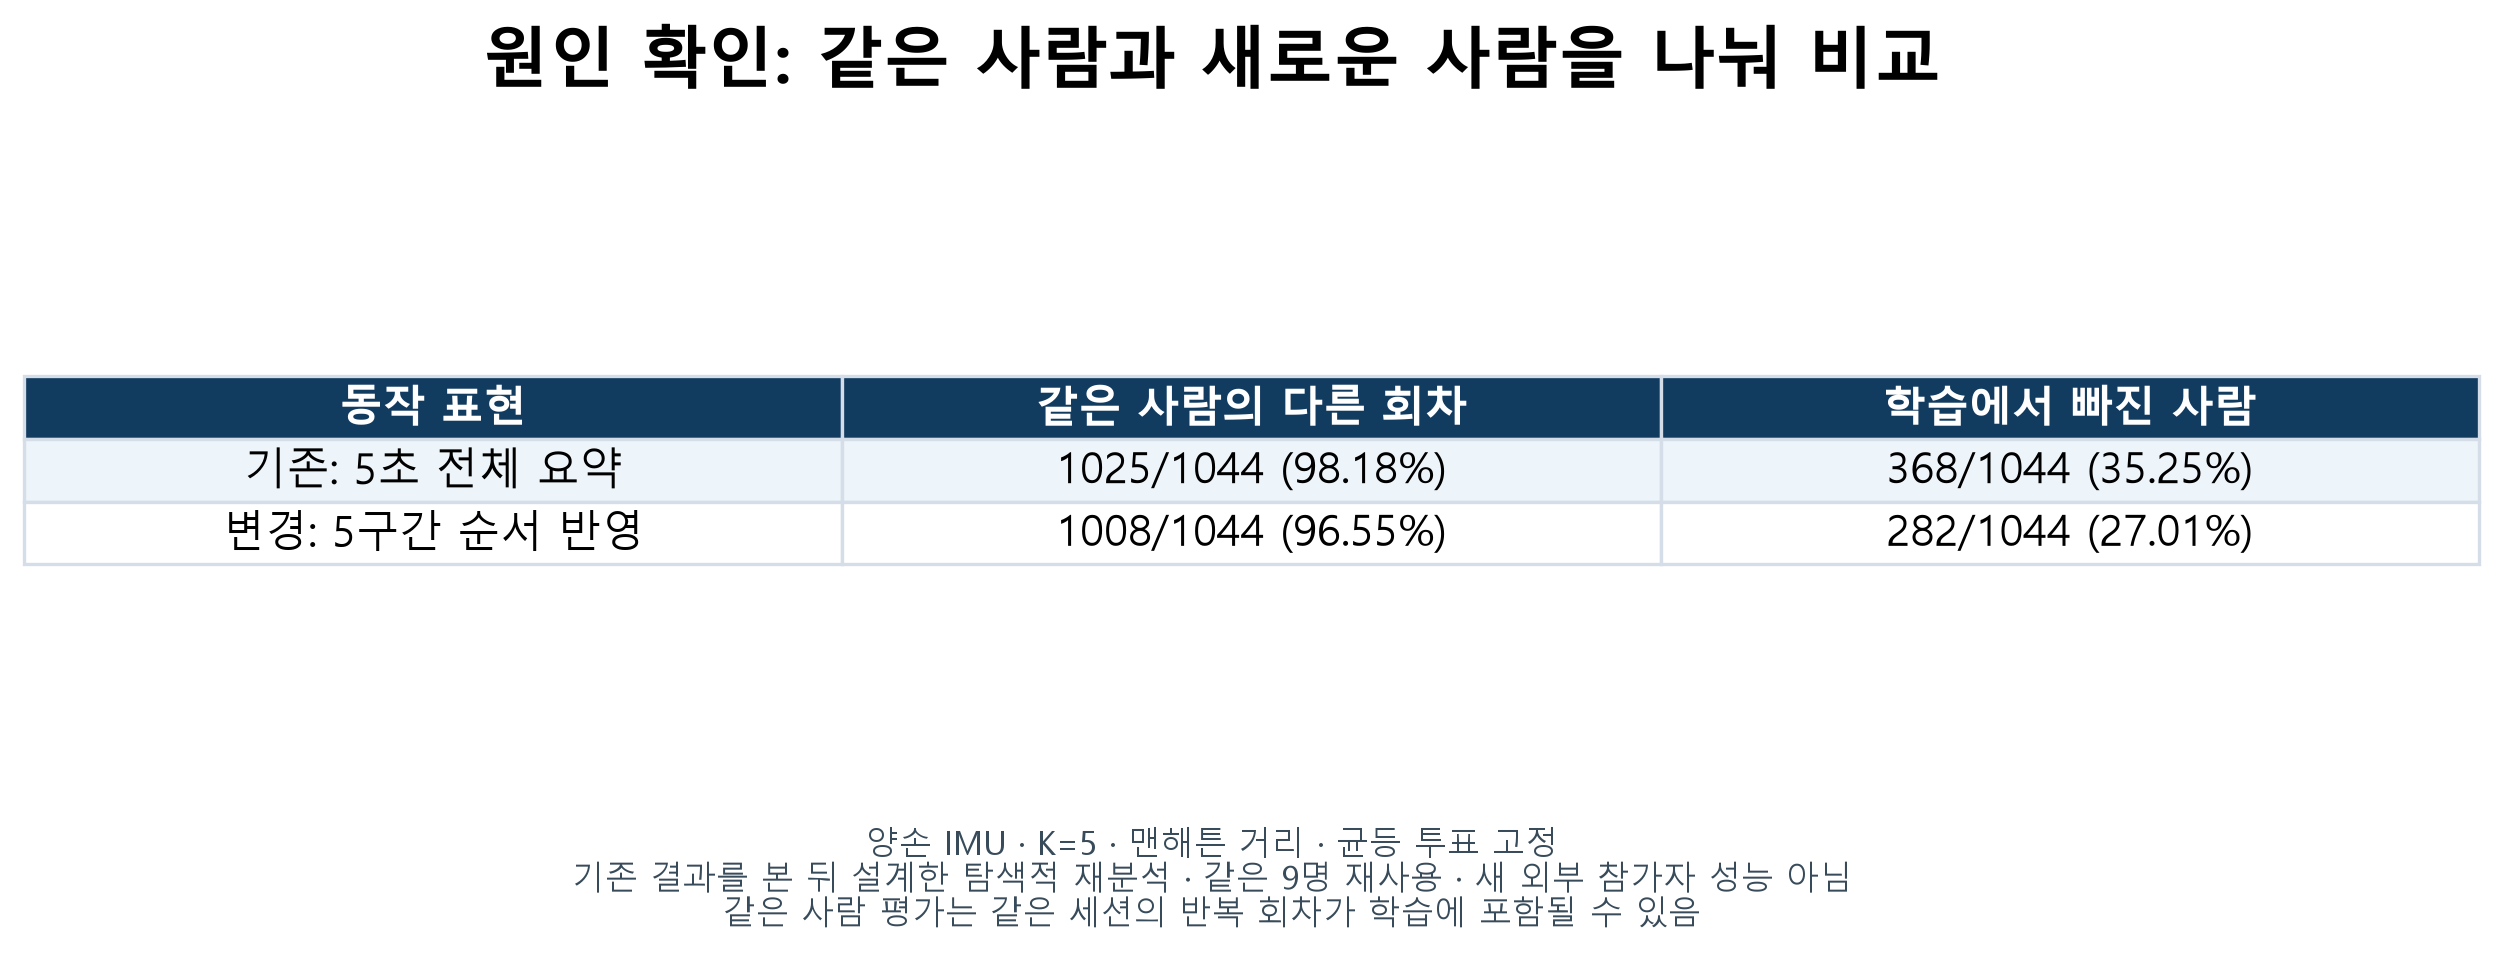 원인 확인: 같은 사람과 새로운 사람을 나눠 비교
동작 표현 같은 사람의 다른 회차 학습에서 빠진 사람
기존: 5초 전체 요약 1025/1044 (98.18%) 368/1044 (35.25%)
변경: 5구간 순서 반영 1008/1044 (96.55%) 282/1044 (27.01%)
양손 IMU · K=5 · 맨해튼 거리 · 균등 투표 고정
기존 결과를 본 뒤 설계한 탐색적 재분석 · 같은 9명 재사용 · 새 외부 참가자 성능 아님
같은 사람 평가는 같은 세션의 반복 회차가 학습에 포함될 수 있음